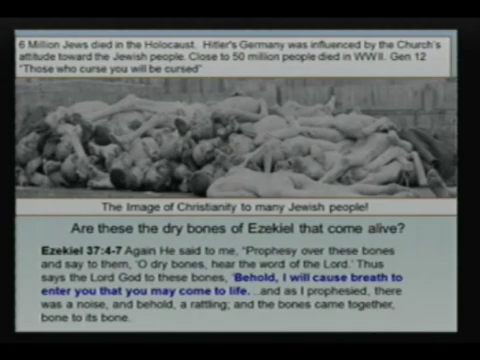 6 Million Jews died in the Holocaust. Hitler's Germany was influenced by the Church's
attitude toward the Jewish people. Close to 50 million people died in WWII. Gen 12
"Those who curse you will be cursed"
The Image of Christianity to many Jewish people!
Are these the dry bones of Ezekiel that come alive?
Ezekiel 37:4-7 Again He said to me, "Prophesy over these bones
and say to them, 'O dry bones, hear the word of the Lord.' Thus
says the Lord God to these bones, 'Behold, I will cause breath to
enter you that you may come to life. ..and as I prophesied, there
was a noise, and behold, a rattling; and the bones came together,
bone to its bone.